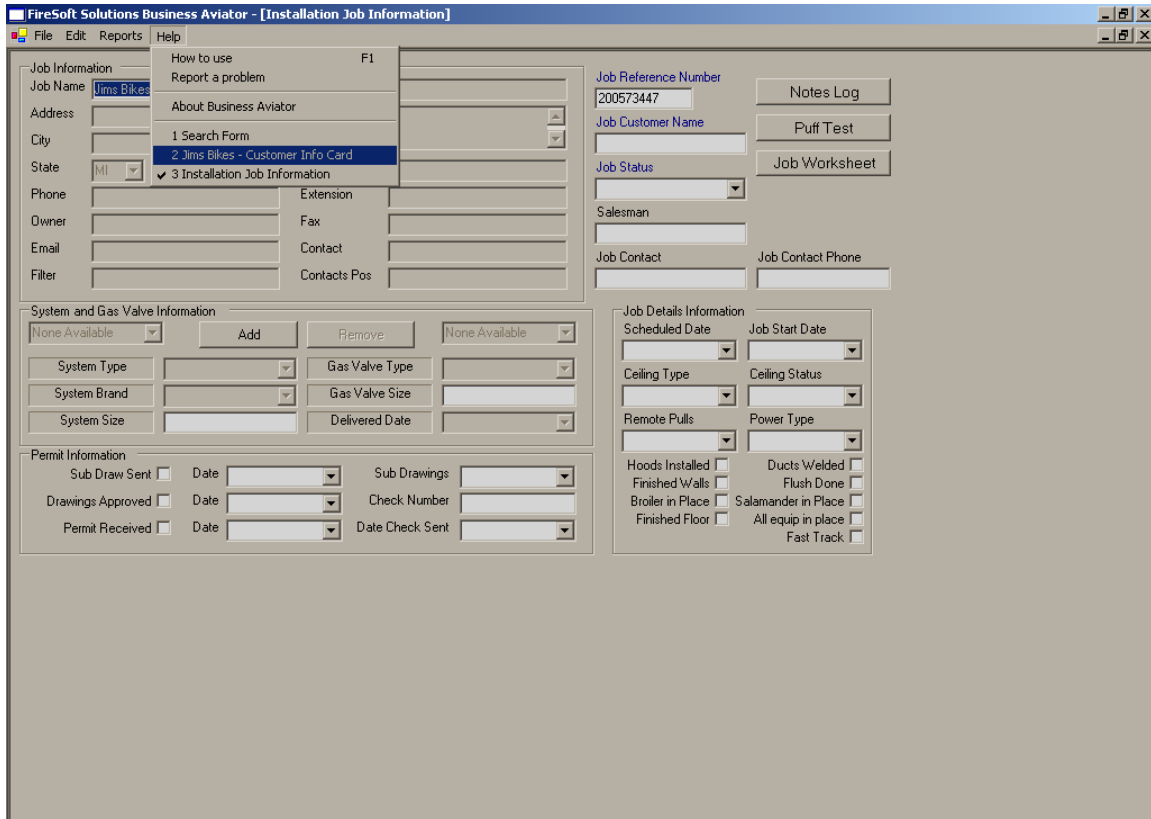 FireSoft Solutions Business Aviator - [Installation Job Information]
File Edit Reports Help
How to use F1
Report a problem
About Business Aviator
1 Search Form
2 Jims Bikes - Customer Info Card
3 Installation Job Information
Job Information
Job Name Jims Bikes
Address
City
State MI
Phone Extension
Owner Fax
Email Contact
Filter Contacts Pos
Job Reference Number
200573447
Job Customer Name
Job Status
Salesman
Job Contact Job Contact Phone
Notes Log
Puff Test
Job Worksheet
System and Gas Valve Information
None Available Add Remove None Available
System Type Gas Valve Type
System Brand Gas Valve Size
System Size Delivered Date
Permit Information
Sub Draw Sent Date Sub Drawings
Drawings Approved Date Check Number
Permit Received Date Date Check Sent
Job Details Information
Scheduled Date Job Start Date
Ceiling Type Ceiling Status
Remote Pulls Power Type
Hoods Installed Ducts Welded
Finished Walls Flush Done
Broiler in Place Salamander in Place
Finished Floor All equip in place
Fast Track